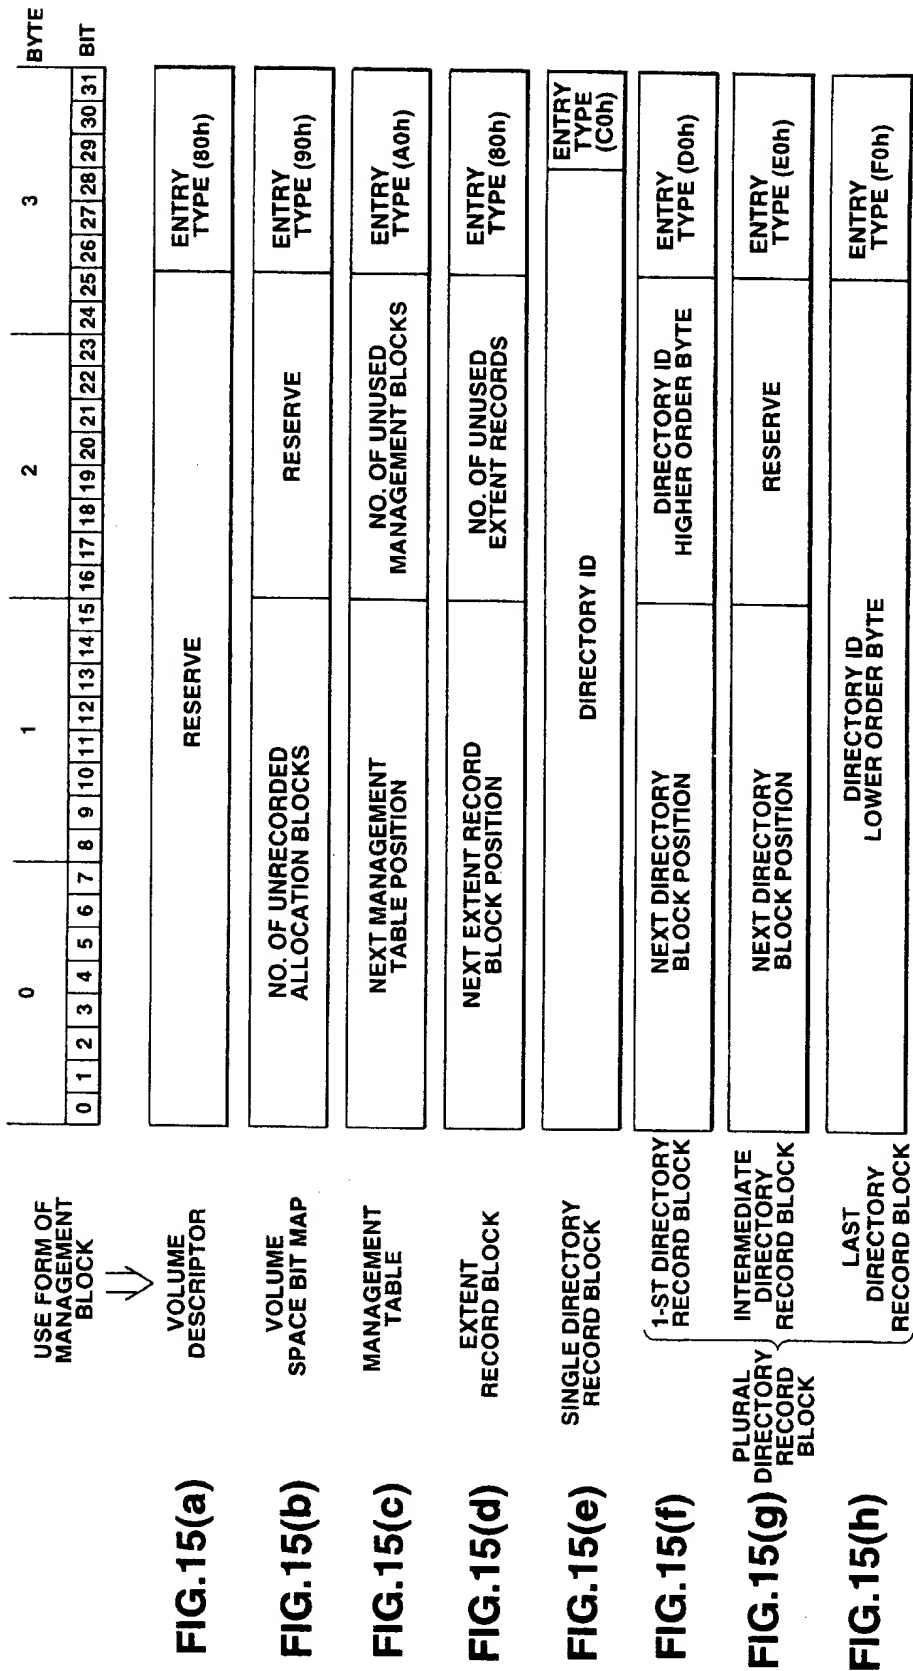 BYTE
0
1
2
3
BIT
0 1 2 3 4 5 6 7 8 9 10 11 12 13 14 15 16 17 18 19 20 21 22 23 24 25 26 27 28 29 30 31
USE FORM OF
MANAGEMENT
BLOCK
FIG.15(a)
VOLUME
DESCRIPTOR
RESERVE
ENTRY
TYPE (80h)
FIG.15(b)
VOLUME
SPACE BIT MAP
NO. OF UNRECORDED
ALLOCATION BLOCKS
RESERVE
ENTRY
TYPE (90h)
FIG.15(c)
MANAGEMENT
TABLE
NEXT MANAGEMENT
TABLE POSITION
NO. OF UNUSED
MANAGEMENT BLOCKS
ENTRY
TYPE (A0h)
FIG.15(d)
EXTENT
RECORD BLOCK
NEXT EXTENT RECORD
BLOCK POSITION
NO. OF UNUSED
EXTENT RECORDS
ENTRY
TYPE (80h)
FIG.15(e)
SINGLE DIRECTORY
RECORD BLOCK
DIRECTORY ID
ENTRY
TYPE
(C0h)
FIG.15(f)
1-ST DIRECTORY
RECORD BLOCK
NEXT DIRECTORY
BLOCK POSITION
DIRECTORY ID
HIGHER ORDER BYTE
ENTRY
TYPE (D0h)
FIG.15(g)
PLURAL
DIRECTORY
RECORD
BLOCK
INTERMEDIATE
DIRECTORY
RECORD BLOCK
NEXT DIRECTORY
BLOCK POSITION
RESERVE
ENTRY
TYPE (E0h)
FIG.15(h)
LAST
DIRECTORY
RECORD BLOCK
DIRECTORY ID
LOWER ORDER BYTE
ENTRY
TYPE (F0h)